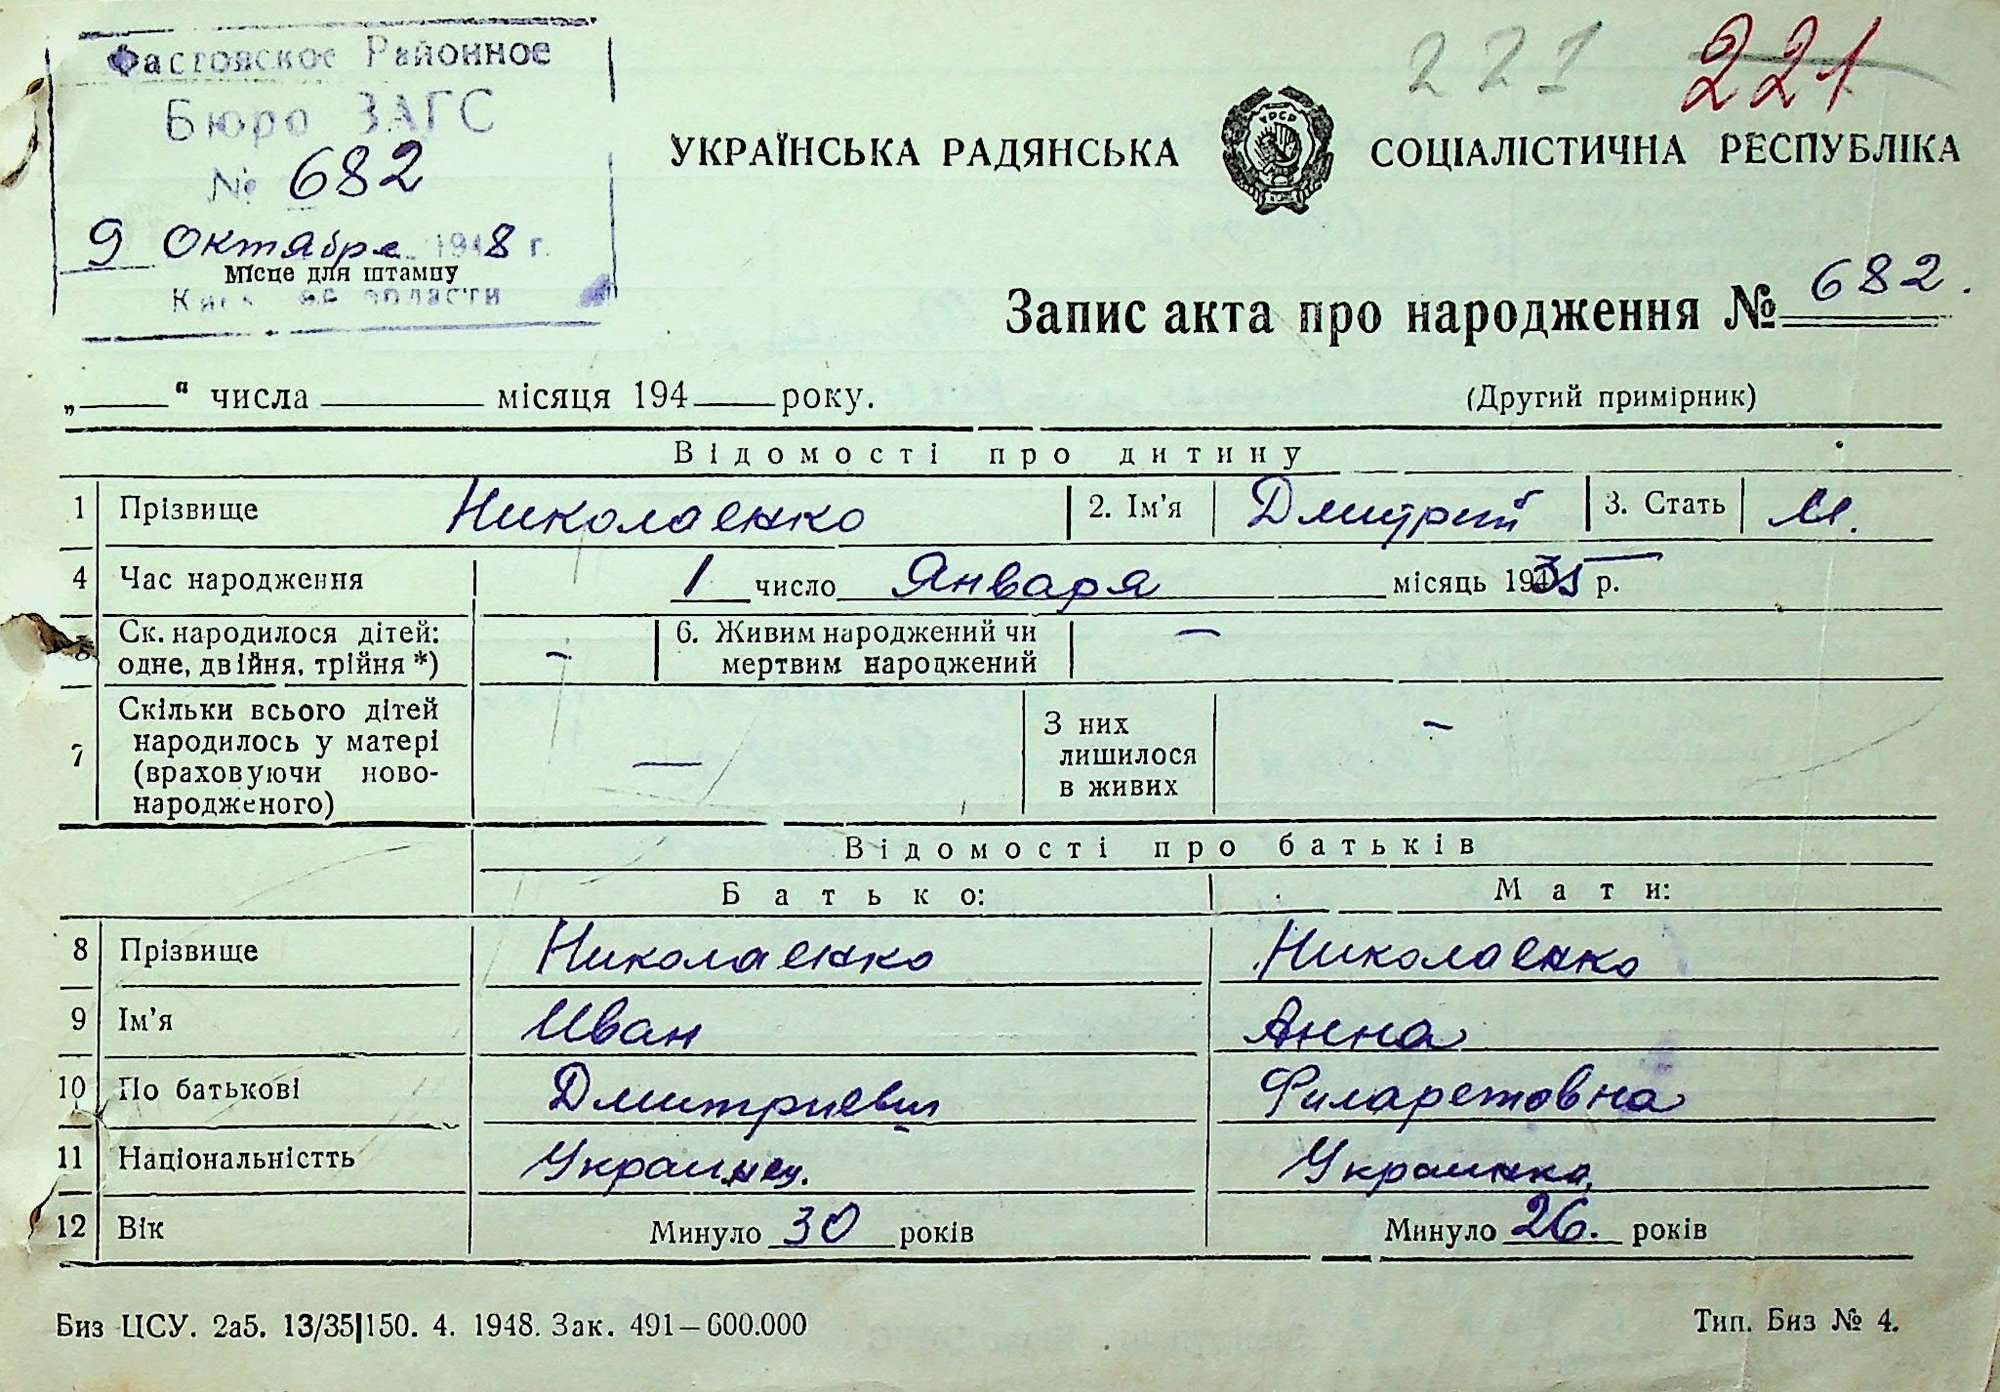 Фастовское Районное
Бюро ЗАГС
№ 682
9 Октября 1948 г.
Місце для штампу
области
221 221
УКРАЇНСЬКА РАДЯНСЬКА СОЦІАЛІСТИЧНА РЕСПУБЛІКА
УРСР
Запис акта про народження № 682.
„ “ числа місяця 194 року.
(Другий примірник)
Відомості про дитину
1 Прізвище Николаенко 2. Ім’я Дмитрий 3. Стать М.
4 Час народження 1 число Января місяць 1935 р.
Ск. народилося дітей: одне, двійня, трійня *) – 6. Живим народжений чи мертвим народжений –
7 Скільки всього дітей
народилось у матері
(враховуючи ново-
народженого) —
З них
лишилося
в живих –
Відомості про батьків
Батько: Мати:
8 Прізвище Николаенко Николаенко
9 Ім’я Иван Анна
10 По батькові Дмитриевич Филаретовна
11 Національністть Украинец. Украинка.
12 Вік Минуло 30 років Минуло 26. років
Биз ЦСУ. 2а5. 13/35|150. 4. 1948. Зак. 491—600.000
Тип. Биз № 4.